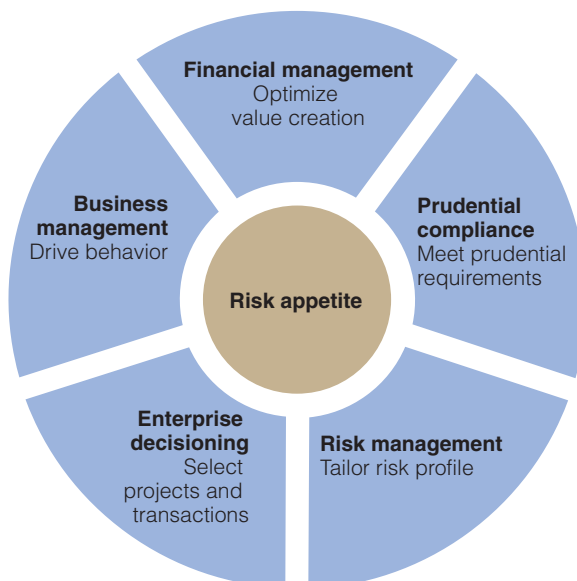 Financial management
Optimize
value creation
Business
management
Drive behavior
Prudential
compliance
Meet prudential
requirements
Risk appetite
Enterprise
decisioning
Select
projects and
transactions
Risk management
Tailor risk profile